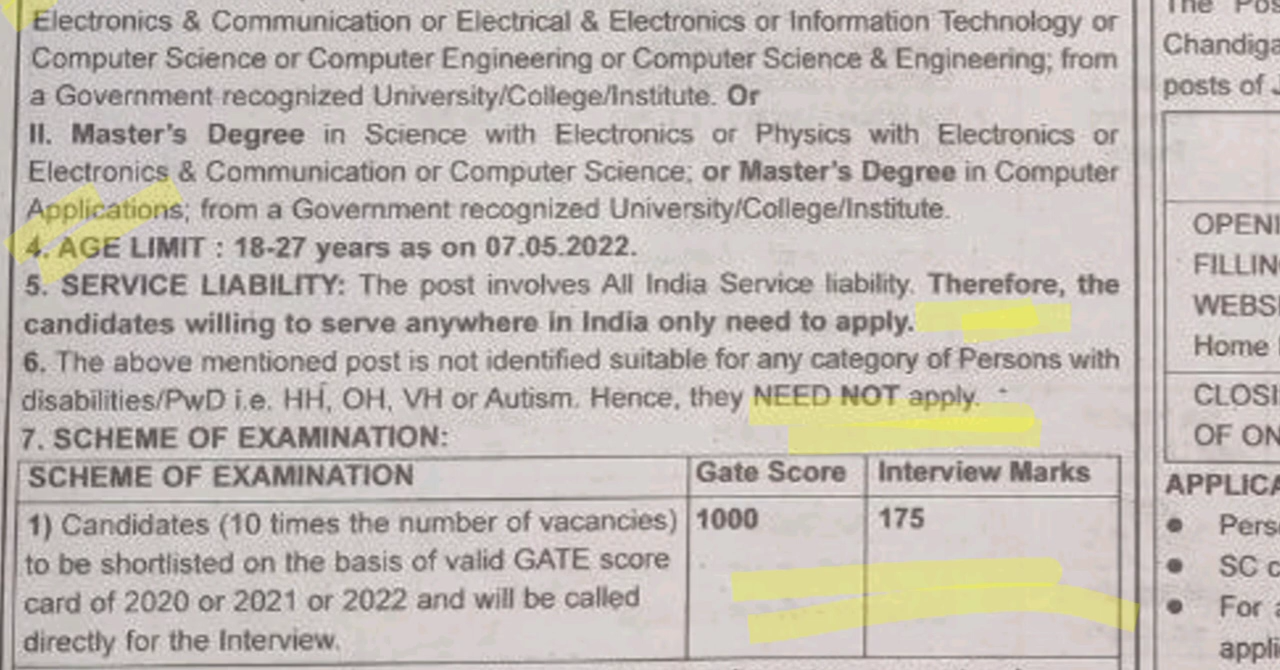 Electronics & Communication or Electrical & Electronics or Information Technology or
Computer Science or Computer Engineering or Computer Science & Engineering; from
a Government recognized University/College/Institute. Or
II. Master's Degree in Science with Electronics or Physics with Electronics or
Electronics & Communication or Computer Science; or Master's Degree in Computer
Applications; from a Government recognized University/College/Institute.
4. AGE LIMIT : 18-27 years as on 07.05.2022.
5. SERVICE LIABILITY: The post involves All India Service liability. Therefore, the
candidates willing to serve anywhere in India only need to apply.
6. The above mentioned post is not identified suitable for any category of Persons with
disabilities/PwD i.e. HH, OH, VH or Autism. Hence, they NEED NOT apply.
7. SCHEME OF EXAMINATION:
SCHEME OF EXAMINATION Gate Score Interview Marks
1) Candidates (10 times the number of vacancies) 1000 175
to be shortlisted on the basis of valid GATE score
card of 2020 or 2021 or 2022 and will be called
directly for the Interview.
The Pos
Chandiga
posts of
OPENI
FILLING
WEBS
Home
CLOSI
OF ON
APPLICA
• Pers
• SC c
• For a
appli